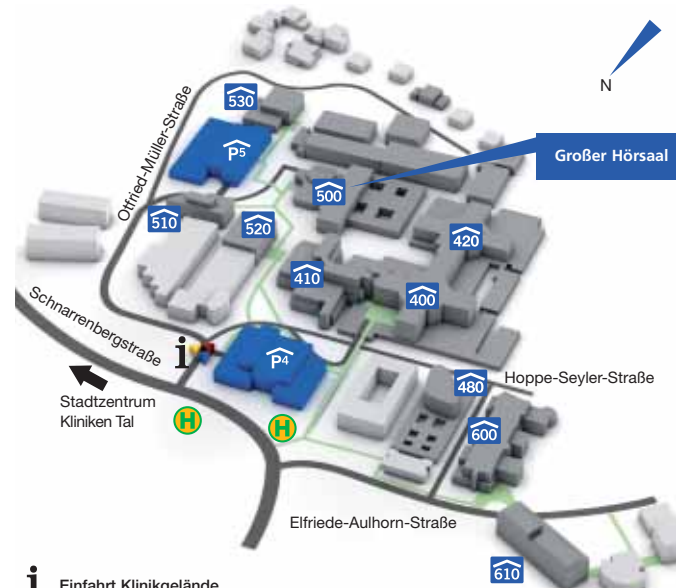 530
N
Otfried-Müller-Straße
P5
Großer Hörsaal
500
510
520
420
410
400
Schnarrenbergstraße
i
P4
Hoppe-Seyler-Straße
480
Stadtzentrum
Kliniken Tal
H
H
600
Elfriede-Aulhorn-Straße
610
i Einfahrt Klinikgelände